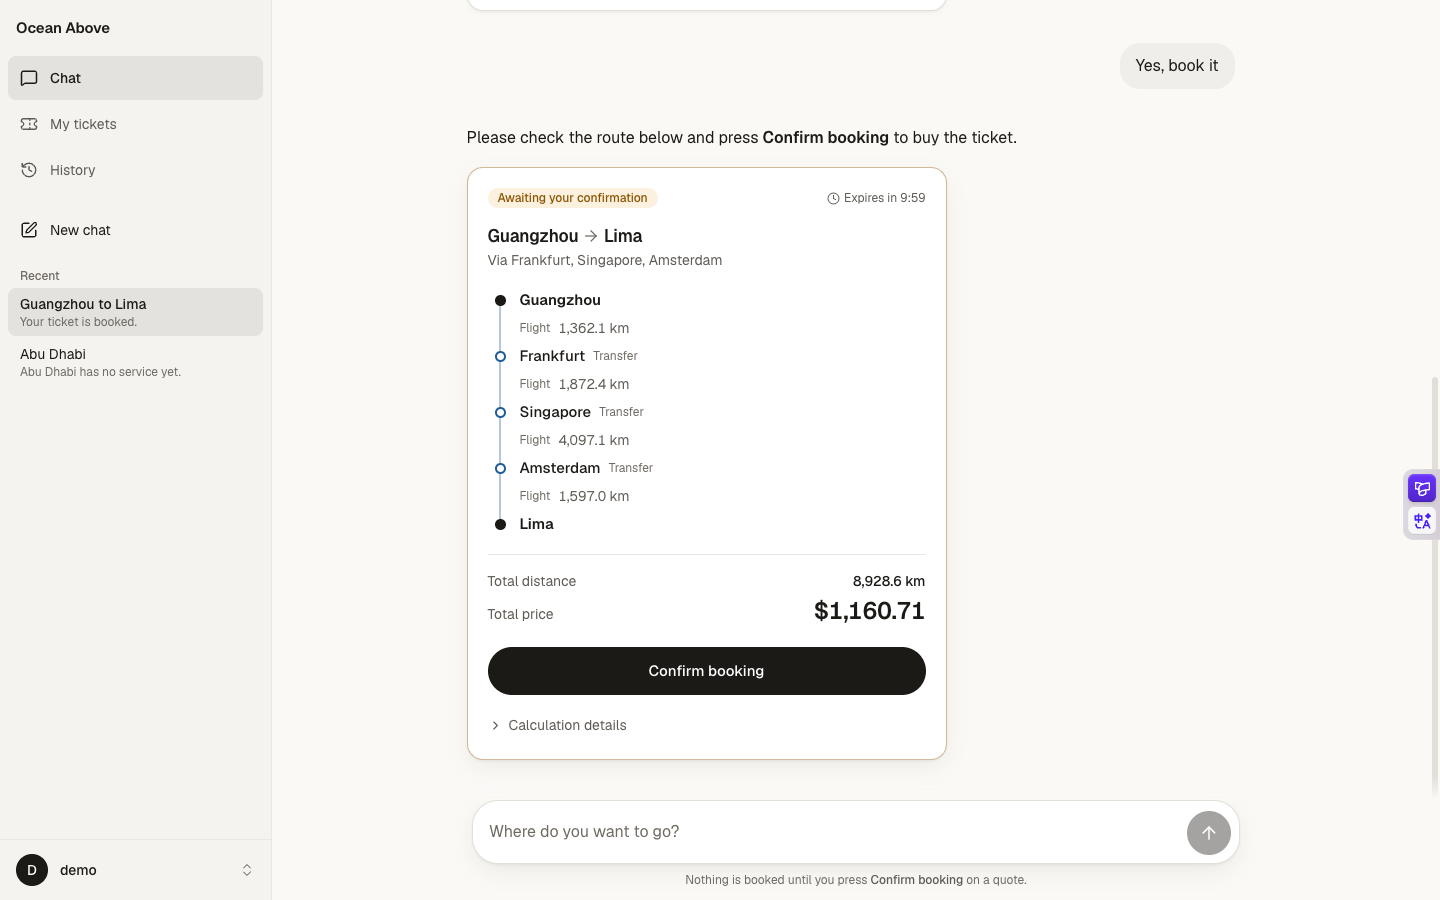 Ocean Above
Chat
My tickets
History
New chat
Recent
Guangzhou to Lima
Your ticket is booked.
Abu Dhabi
Abu Dhabi has no service yet.
D
demo
Yes, book it
Please check the route below and press Confirm booking to buy the ticket.
Awaiting your confirmation
Expires in 9:59
Guangzhou → Lima
Via Frankfurt, Singapore, Amsterdam
Guangzhou
Flight 1,362.1 km
Frankfurt Transfer
Flight 1,872.4 km
Singapore Transfer
Flight 4,097.1 km
Amsterdam Transfer
Flight 1,597.0 km
Lima
Total distance 8,928.6 km
Total price $1,160.71
Confirm booking
Calculation details
Where do you want to go?
Nothing is booked until you press Confirm booking on a quote.